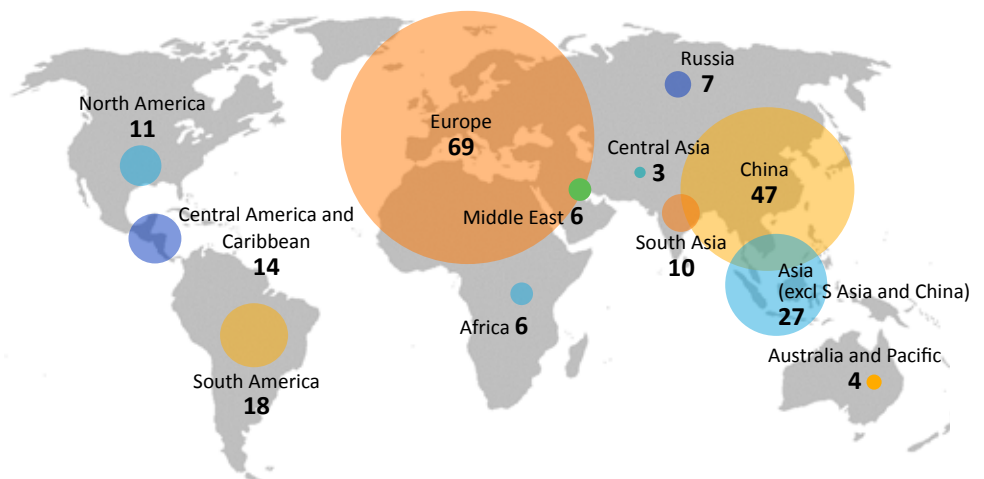 North America
11
Central America and
Caribbean
14
South America
18
Europe
69
Middle East 6
Africa 6
Russia
7
Central Asia
3
South Asia
10
China
47
Asia
(excl S Asia and China)
27
Australia and Pacific
4